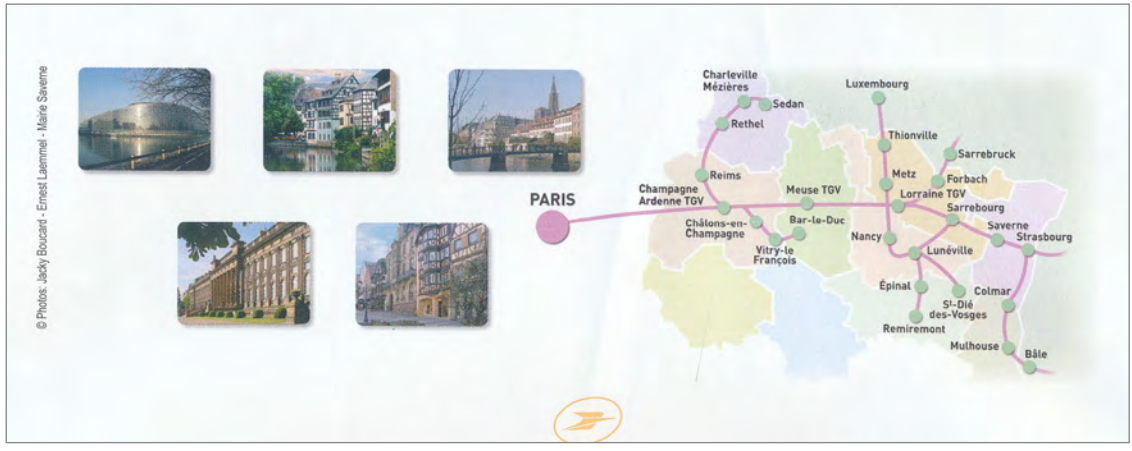 © Photos: Jacky Boucard - Ernest Laemmel - Mairie Saverne
PARIS
Charleville
Mézières
Sedan
Rethel
Reims
Champagne
Ardenne TGV
Châlons-en-
Champagne
Vitry-le
François
Bar-le-Duc
Meuse TGV
Luxembourg
Thionville
Metz
Lorraine TGV
Forbach
Sarrebruck
Sarrebourg
Saverne
Strasbourg
Nancy
Lunéville
Épinal
Remiremont
St-Dié
des-Vosges
Colmar
Mulhouse
Bâle